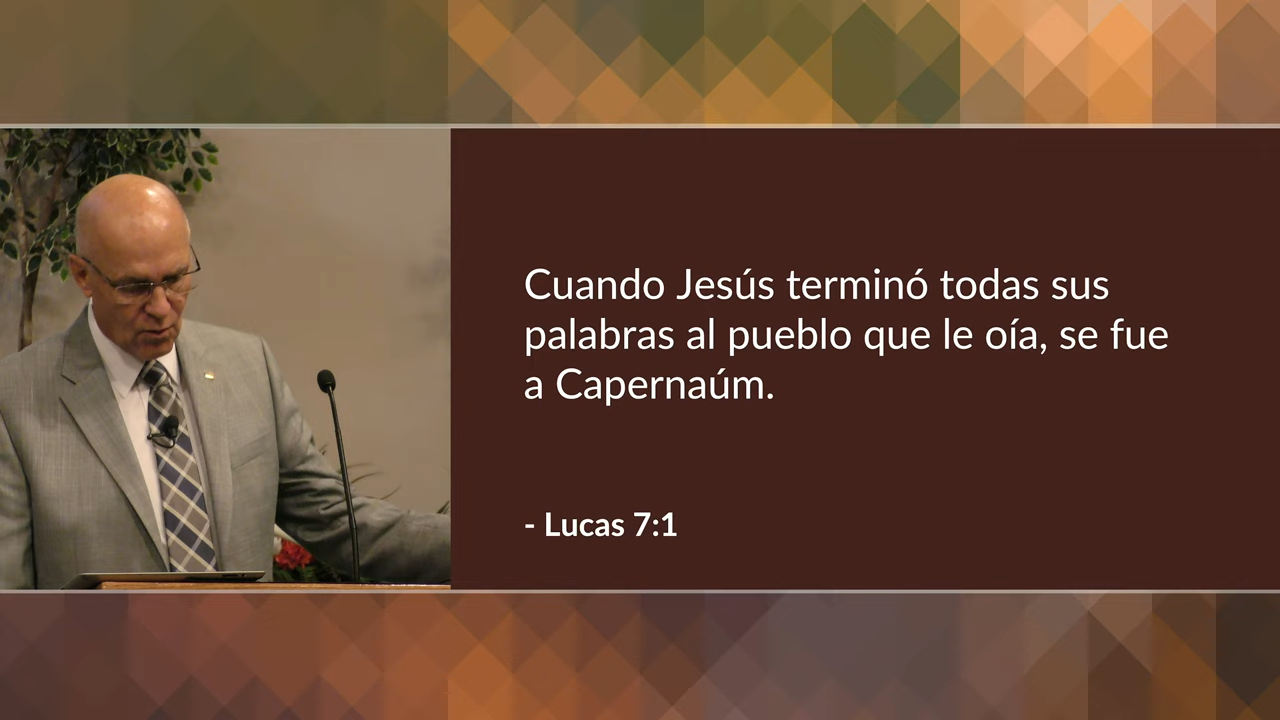 Cuando Jesús terminó todas sus
palabras al pueblo que le oía, se fue
a Capernaúm.
- Lucas 7:1